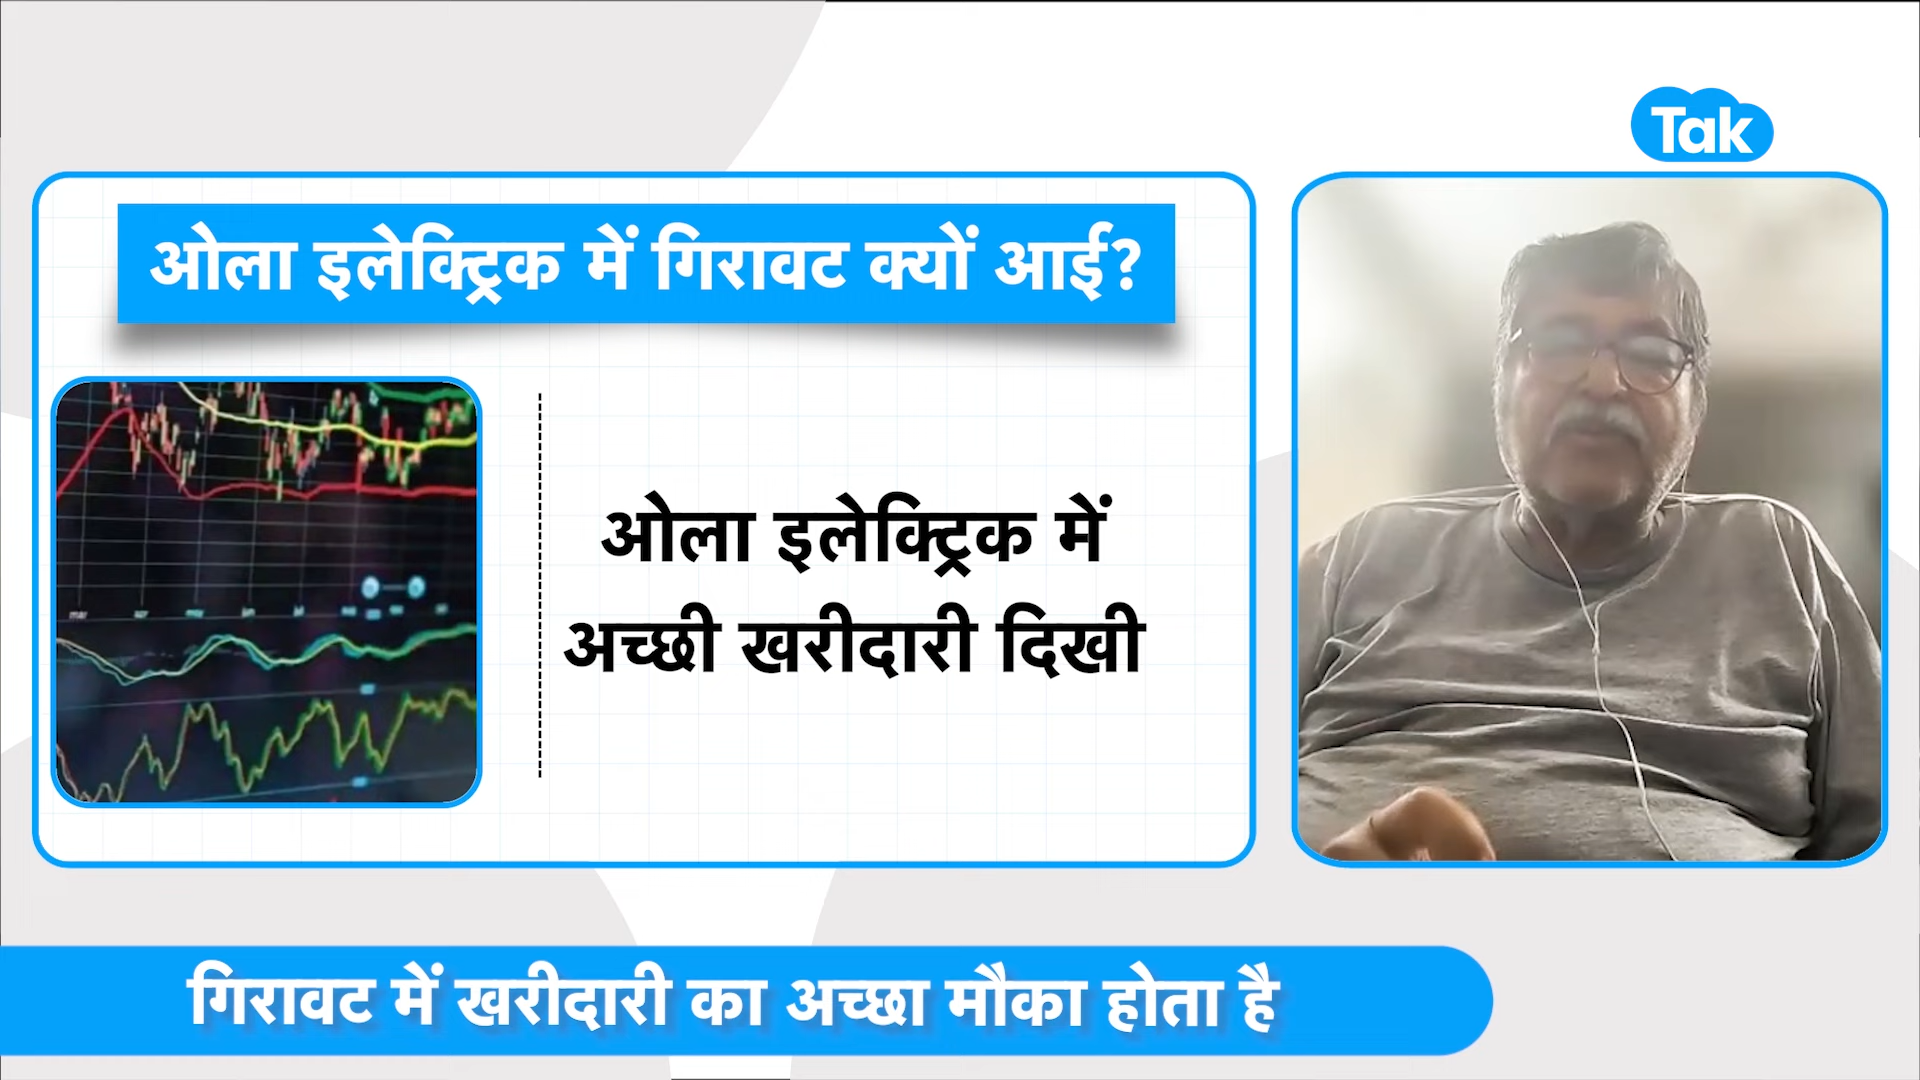 Tak
ओला इलेक्ट्रिक में गिरावट क्यों आई?
ओला इलेक्ट्रिक में
अच्छी खरीदारी दिखी
गिरावट में खरीदारी का अच्छा मौका होता है